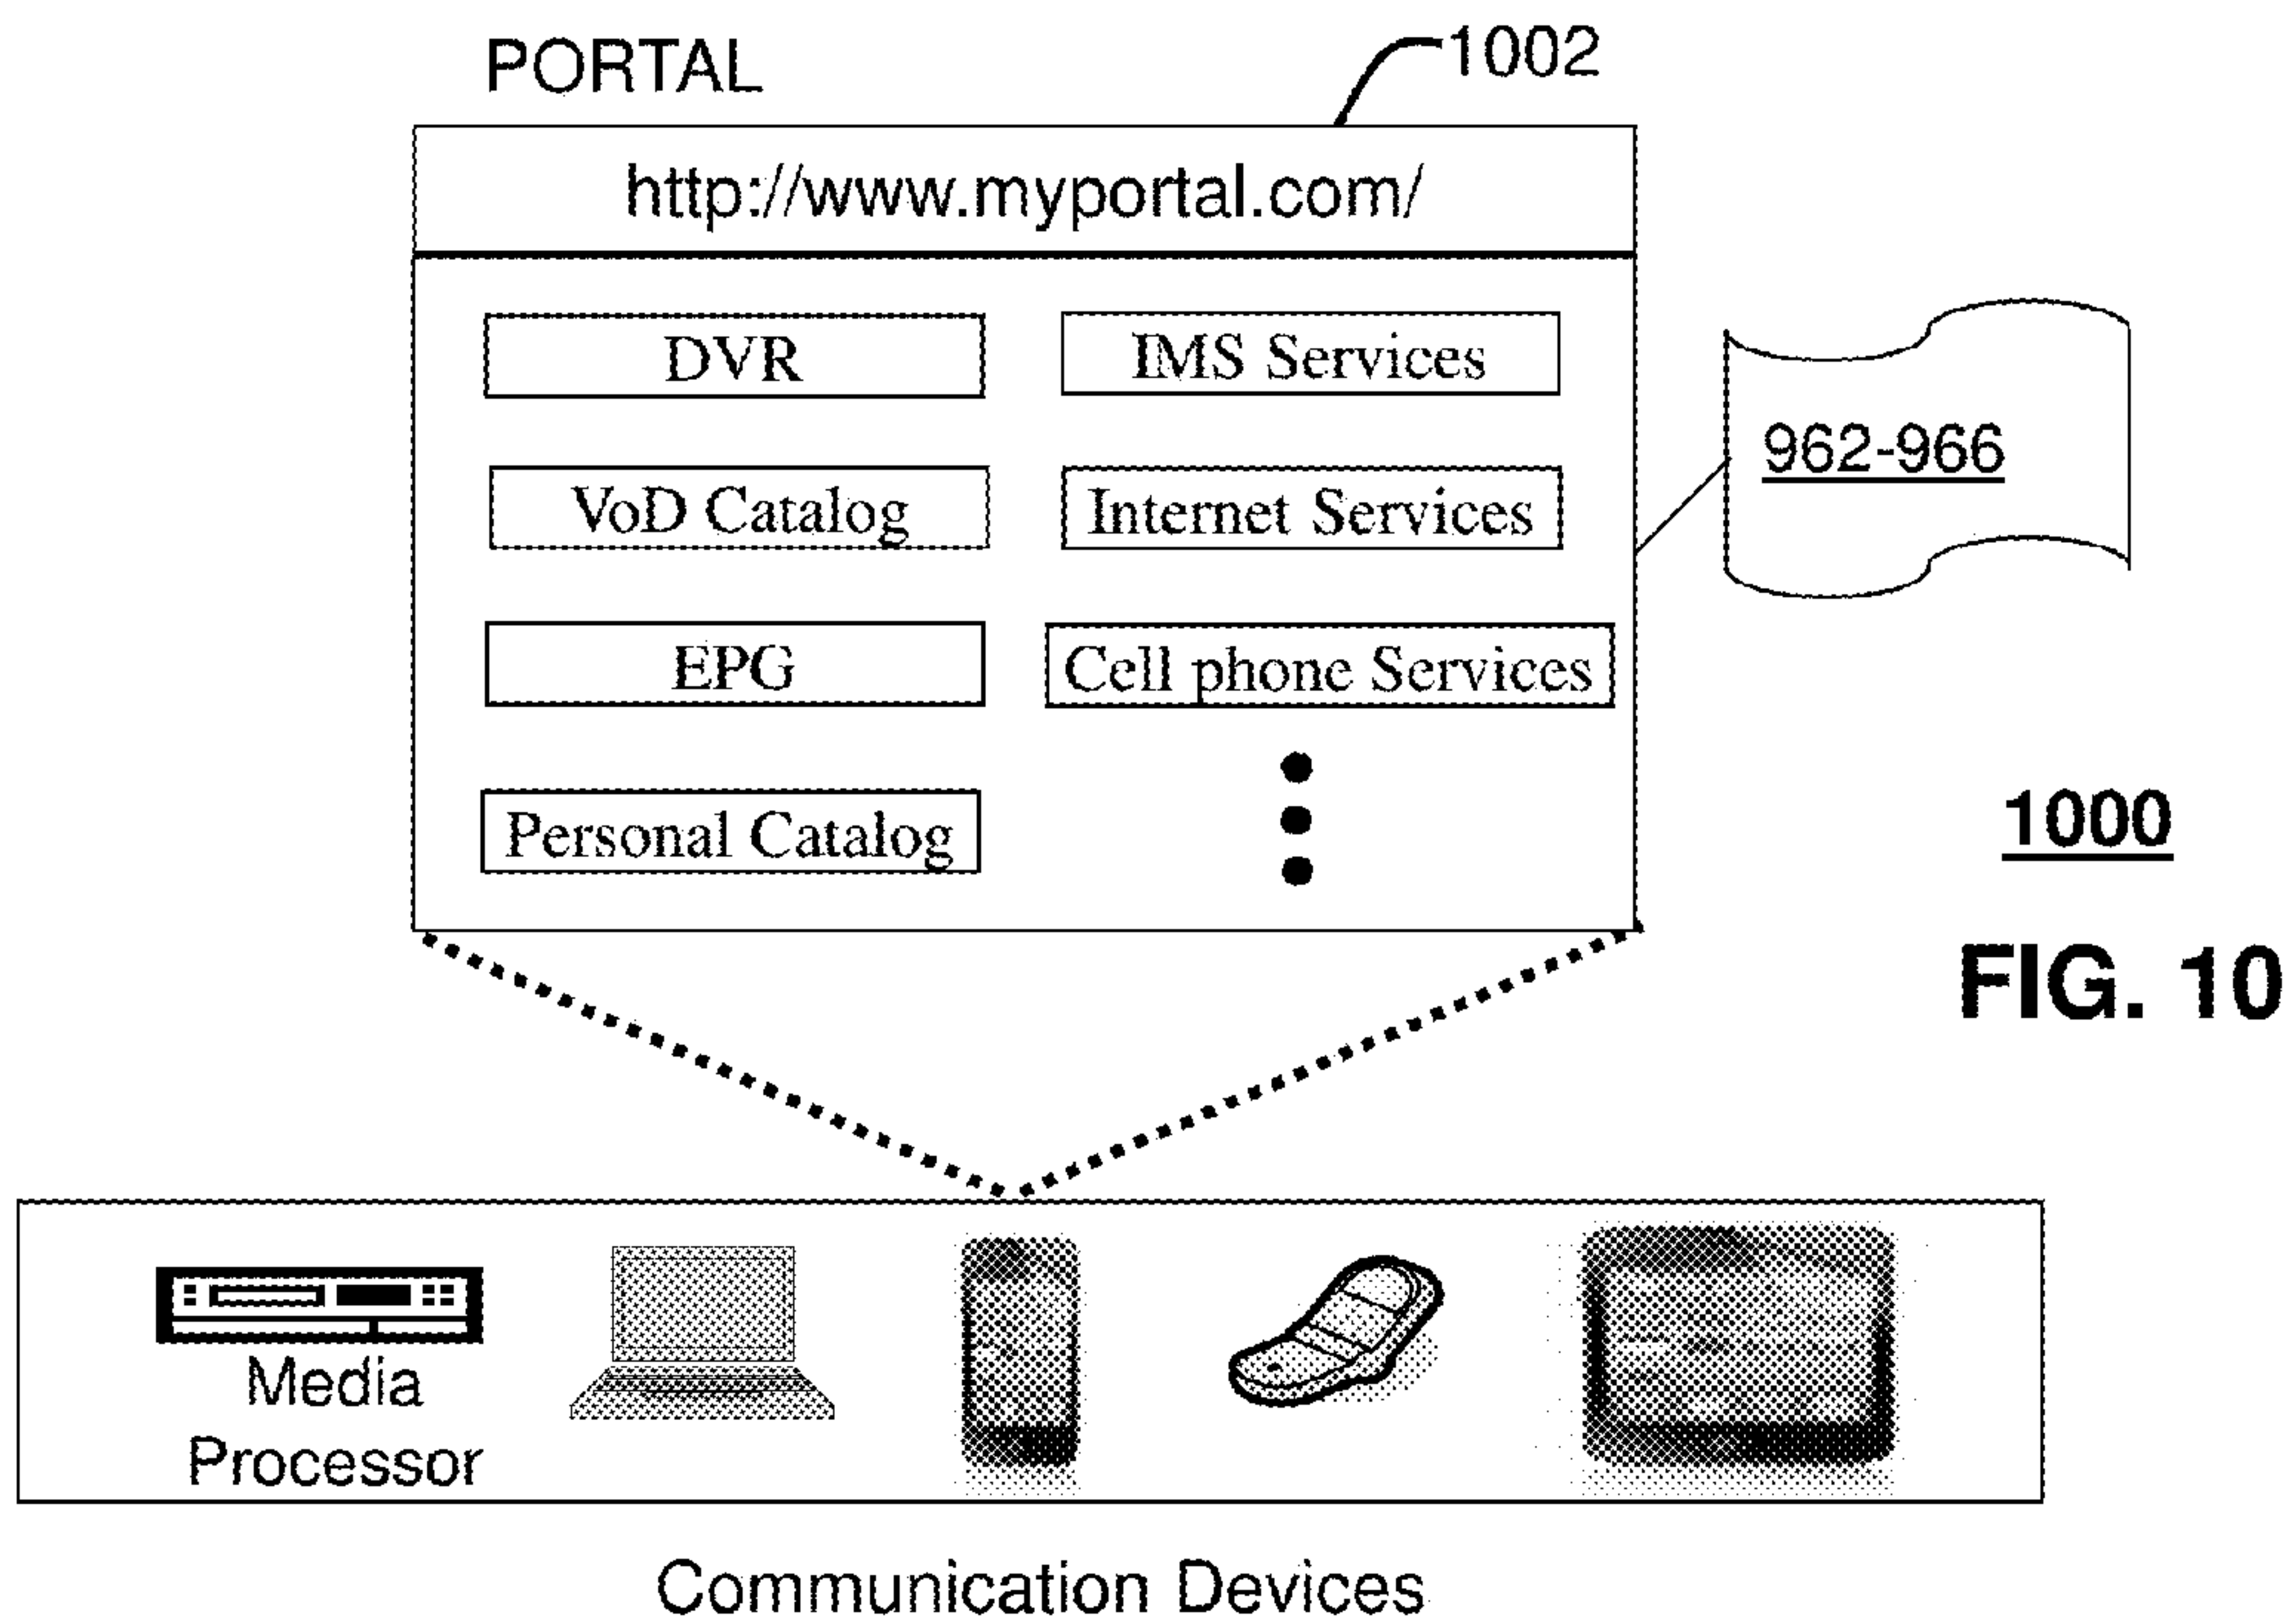 PORTAL
1002
http://www.myportal.com/
DVR
IMS Services
VoD Catalog
Internet Services
962-966
EPG
Cell phone Services
Personal Catalog
1000
FIG. 10
Media
Processor
Communication Devices